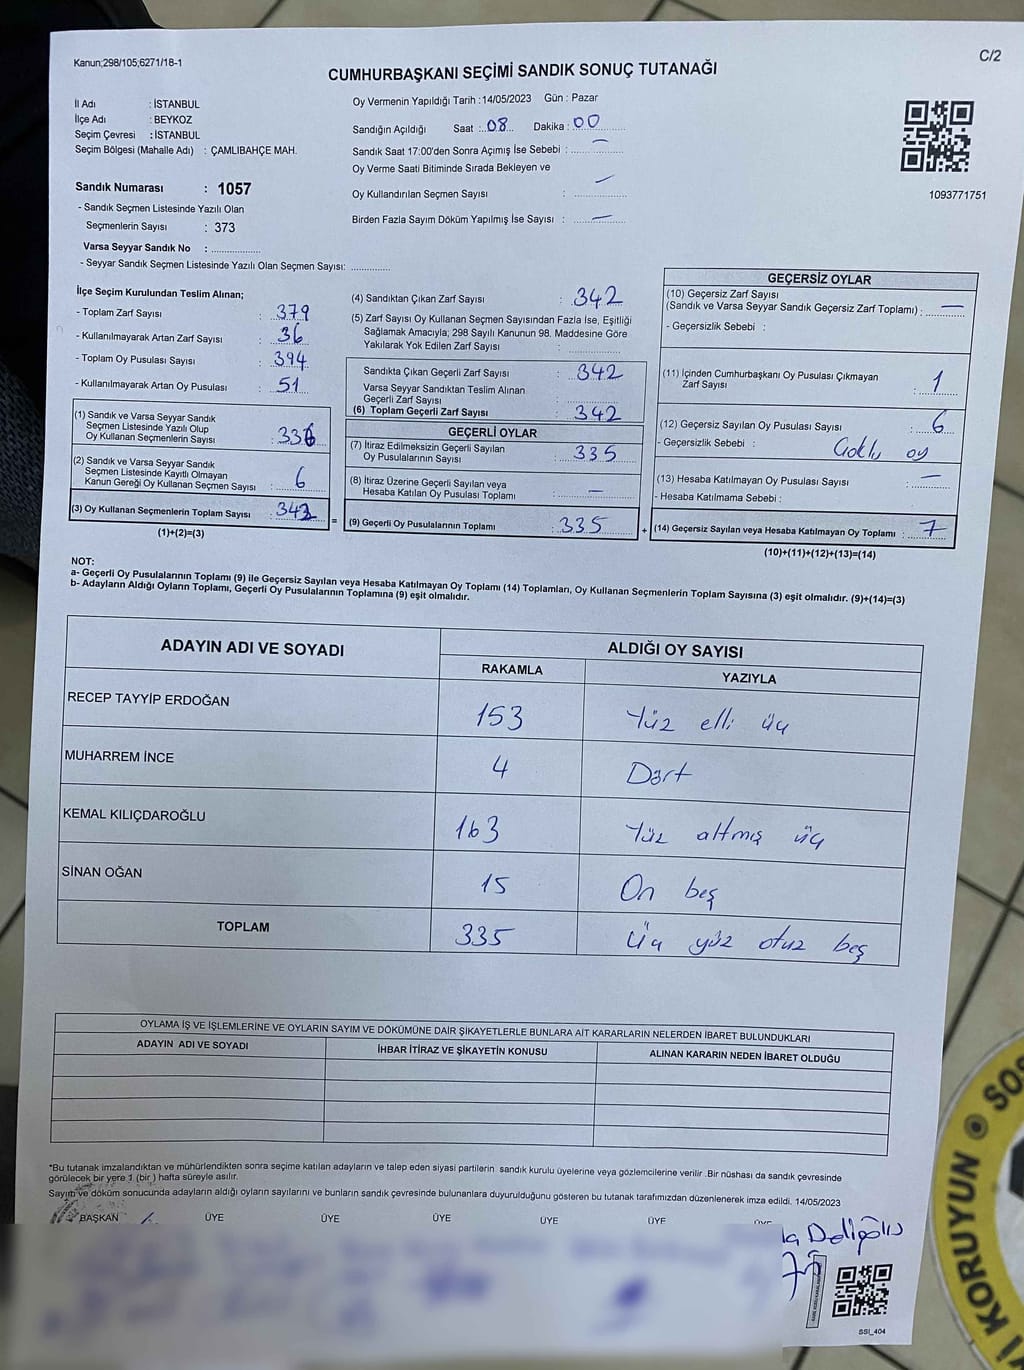 Kanun;298/105;6271/18-1
C/2
CUMHURBAŞKANI SEÇİMİ SANDIK SONUÇ TUTANAĞI
İl Adı : İSTANBUL
İlçe Adı : BEYKOZ
Seçim Çevresi : İSTANBUL
Seçim Bölgesi (Mahalle Adı) : ÇAMLIBAHÇE MAH.
Sandık Numarası : 1057
- Sandık Seçmen Listesinde Yazılı Olan
Seçmenlerin Sayısı : 373
Varsa Seyyar Sandık No :
- Seyyar Sandık Seçmen Listesinde Yazılı Olan Seçmen Sayısı:
Oy Vermenin Yapıldığı Tarih :14/05/2023 Gün : Pazar
Sandığın Açıldığı Saat : 08 Dakika : 00
Sandık Saat 17:00'den Sonra Açımış İse Sebebi : —
Oy Verme Saati Bitiminde Sırada Bekleyen ve
Oy Kullandırılan Seçmen Sayısı : —
Birden Fazla Sayım Döküm Yapılmış İse Sayısı : —
1093771751
İlçe Seçim Kurulundan Teslim Alınan;
- Toplam Zarf Sayısı : 379
- Kullanılmayarak Artan Zarf Sayısı : 36
- Toplam Oy Pusulası Sayısı : 394
- Kullanılmayarak Artan Oy Pusulası : 51
(1) Sandık ve Varsa Seyyar Sandık
Seçmen Listesinde Yazılı Olup
Oy Kullanan Seçmenlerin Sayısı : 336
(2) Sandık ve Varsa Seyyar Sandık
Seçmen Listesinde Kayıtlı Olmayan
Kanun Gereği Oy Kullanan Seçmen Sayısı : 6
(3) Oy Kullanan Seçmenlerin Toplam Sayısı : 342
(1)+(2)=(3)
(4) Sandıktan Çıkan Zarf Sayısı : 342
(5) Zarf Sayısı Oy Kullanan Seçmen Sayısından Fazla İse, Eşitliği
Sağlamak Amacıyla; 298 Sayılı Kanunun 98. Maddesine Göre
Yakılarak Yok Edilen Zarf Sayısı :
Sandıkta Çıkan Geçerli Zarf Sayısı : 342
Varsa Seyyar Sandıktan Teslim Alınan
Geçerli Zarf Sayısı :
(6) Toplam Geçerli Zarf Sayısı : 342
GEÇERLİ OYLAR
(7) İtiraz Edilmeksizin Geçerli Sayılan
Oy Pusulalarının Sayısı : 335
(8) İtiraz Üzerine Geçerli Sayılan veya
Hesaba Katılan Oy Pusulası Toplamı : —
= (9) Geçerli Oy Pusulalarının Toplamı : 335
GEÇERSİZ OYLAR
(10) Geçersiz Zarf Sayısı
(Sandık ve Varsa Seyyar Sandık Geçersiz Zarf Toplamı) : —
- Geçersizlik Sebebi :
(11) İçinden Cumhurbaşkanı Oy Pusulası Çıkmayan
Zarf Sayısı : 1
(12) Geçersiz Sayılan Oy Pusulası Sayısı : 6
- Geçersizlik Sebebi : oy
(13) Hesaba Katılmayan Oy Pusulası Sayısı : —
- Hesaba Katılmama Sebebi :
+ (14) Geçersiz Sayılan veya Hesaba Katılmayan Oy Toplamı : 7
(10)+(11)+(12)+(13)=(14)
NOT:
a- Geçerli Oy Pusulalarının Toplamı (9) ile Geçersiz Sayılan veya Hesaba Katılmayan Oy Toplamı (14) Toplamları, Oy Kullanan Seçmenlerin Toplam Sayısına (3) eşit olmalıdır. (9)+(14)=(3)
b- Adayların Aldığı Oyların Toplamı, Geçerli Oy Pusulalarının Toplamına (9) eşit olmalıdır.
ADAYIN ADI VE SOYADI ALDIĞI OY SAYISI
RAKAMLA YAZIYLA
RECEP TAYYİP ERDOĞAN 153 Yüz elli üç
MUHARREM İNCE 4 Dört
KEMAL KILIÇDAROĞLU 163 Yüz altmış üç
SİNAN OĞAN 15 On beş
TOPLAM 335 Üç yüz otuz beş
OYLAMA İŞ VE İŞLEMLERİNE VE OYLARIN SAYIM VE DÖKÜMÜNE DAİR ŞİKAYETLERLE BUNLARA AİT KARARLARIN NELERDEN İBARET BULUNDUKLARI
ADAYIN ADI VE SOYADI İHBAR İTİRAZ VE ŞİKAYETİN KONUSU ALINAN KARARIN NEDEN İBARET OLDUĞU
*Bu tutanak imzalandıktan ve mühürlendikten sonra seçime katılan adayların ve talep eden siyasi partilerin sandık kurulu üyelerine veya gözlemcilerine verilir .Bir nüshası da sandık çevresinde
görülecek bir yere 1 (bir ) hafta süreyle asılır.
Sayım ve döküm sonucunda adayların aldığı oyların sayılarını ve bunların sandık çevresinde bulunanlara duyurulduğunu gösteren bu tutanak tarafımızdan düzenlenerek imza edildi. 14/05/2023
BAŞKAN ÜYE ÜYE ÜYE ÜYE ÜYE ÜYE
SSI_404
KORUYUN